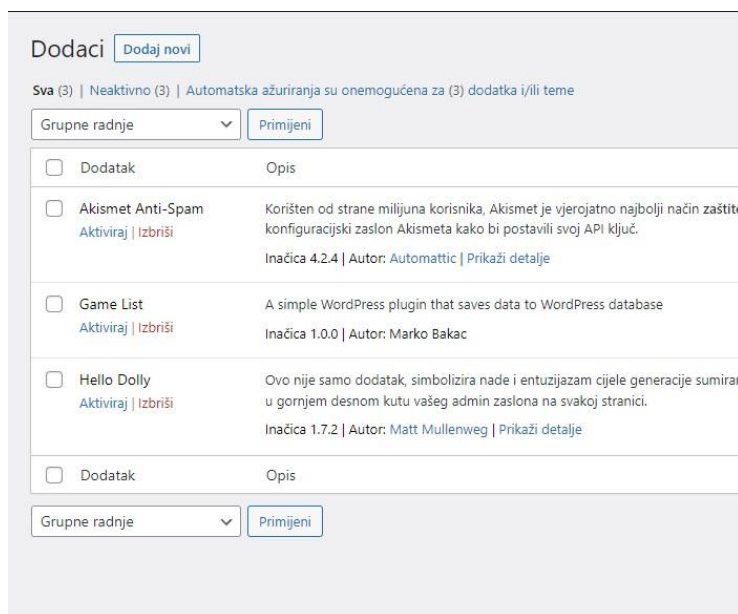 Dodaci Dodaj novi
Sva (3) | Neaktivno (3) | Automatska ažuriranja su onemogućena za (3) dodatka i/ili teme
Grupne radnje Primijeni
Dodatak Opis
Akismet Anti-Spam Korišten od strane milijuna korisnika, Akismet je vjerojatno najbolji način zaštite
Aktiviraj | Izbriši konfiguracijski zaslon Akismeta kako bi postavili svoj API ključ.
Inačica 4.2.4 | Autor: Automattic | Prikaži detalje
Game List A simple WordPress plugin that saves data to WordPress database
Aktiviraj | Izbriši Inačica 1.0.0 | Autor: Marko Bakac
Hello Dolly Ovo nije samo dodatak, simbolizira nade i entuzijazam cijele generacije
Aktiviraj | Izbriši u gornjem desnom kutu vašeg admin zaslona na svakoj stranici.
Inačica 1.7.2 | Autor: Matt Mullenweg | Prikaži detalje
Dodatak Opis
Grupne radnje Primijeni